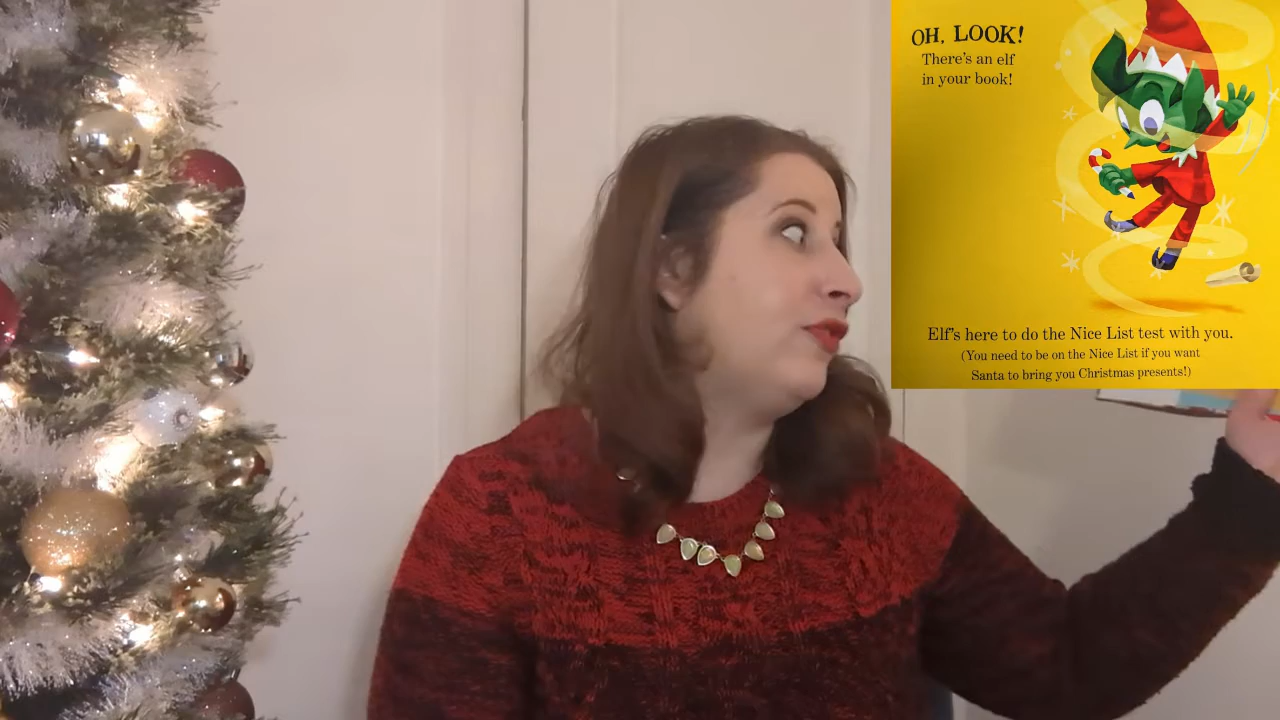 OH, LOOK!
There's an elf
in your book!
Elf's here to do the Nice List test with you.
(You need to be on the Nice List if you want
Santa to bring you Christmas presents!)